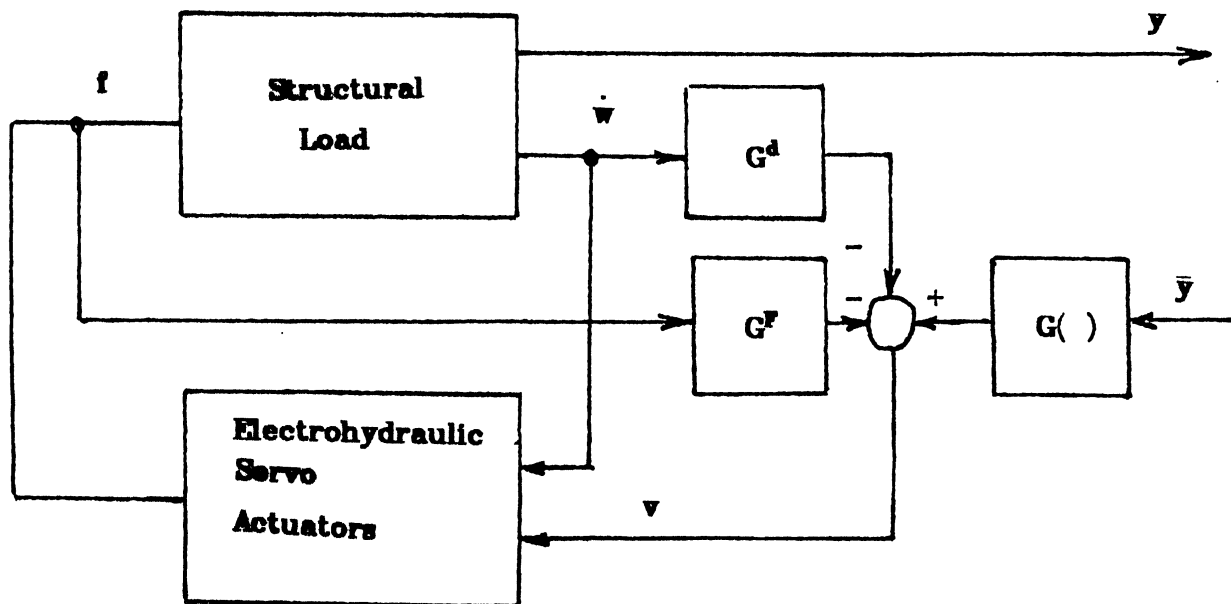 y
f
Structural
Load
ẇ
G^d
-
G^F
-
+
G( )
ȳ
Electrohydraulic
Servo
Actuators
v